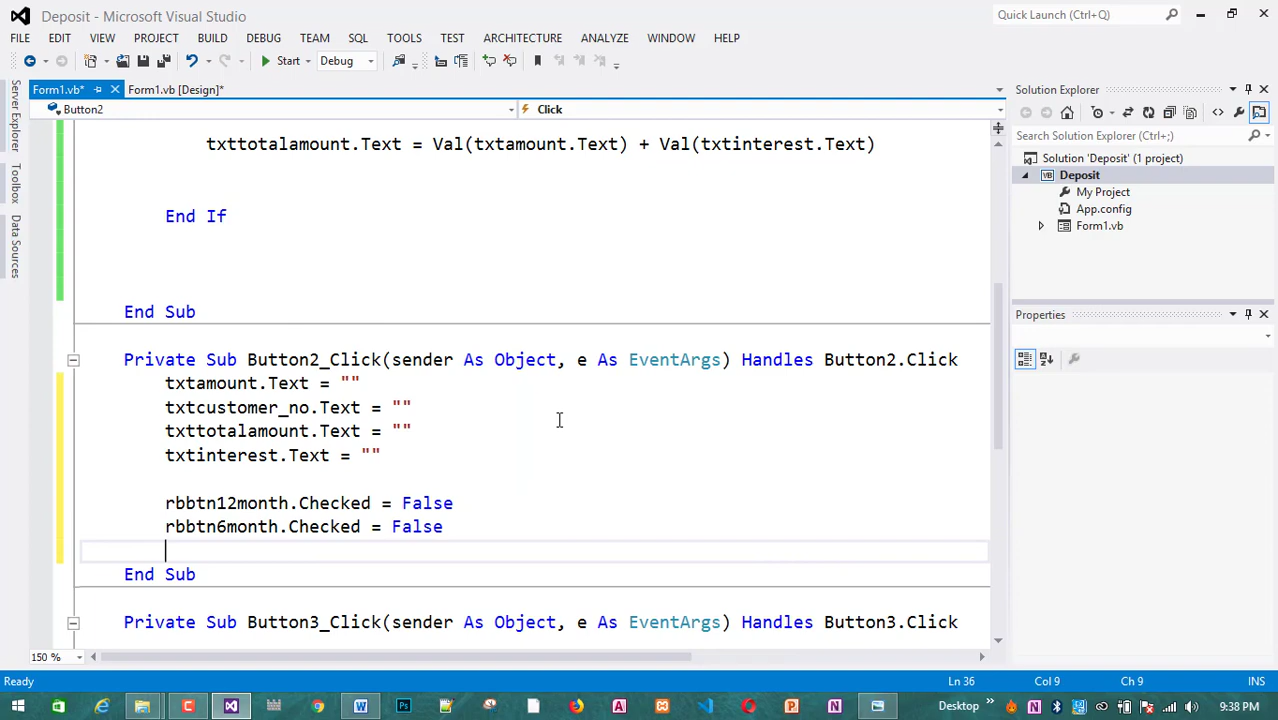 Deposit - Microsoft Visual Studio
Quick Launch (Ctrl+Q)
FILE EDIT VIEW PROJECT BUILD DEBUG TEAM SQL TOOLS TEST ARCHITECTURE ANALYZE WINDOW HELP
Start Debug
Form1.vb* Form1.vb [Design]*
Button2 Click
Server Explorer
Toolbox
Data Sources
txttotalamount.Text = Val(txtamount.Text) + Val(txtinterest.Text)
End If
End Sub
Private Sub Button2_Click(sender As Object, e As EventArgs) Handles Button2.Click
txtamount.Text = ""
txtcustomer_no.Text = ""
txttotalamount.Text = ""
txtinterest.Text = ""
rbbtn12month.Checked = False
rbbtn6month.Checked = False
End Sub
Private Sub Button3_Click(sender As Object, e As EventArgs) Handles Button3.Click
150 %
Solution Explorer
Search Solution Explorer (Ctrl+;)
Solution 'Deposit' (1 project)
Deposit
My Project
App.config
Form1.vb
Properties
Ready Ln 36 Col 9 Ch 9 INS
Desktop 9:38 PM